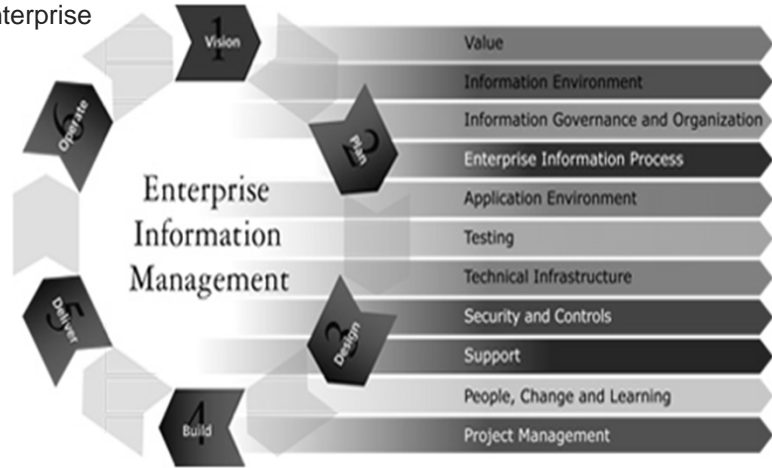 nterprise
1
Vision
2
Plan
3
Design
4
Build
5
Deliver
6
Operate
Enterprise
Information
Management
Value
Information Environment
Information Governance and Organization
Enterprise Information Process
Application Environment
Testing
Technical Infrastructure
Security and Controls
Support
People, Change and Learning
Project Management